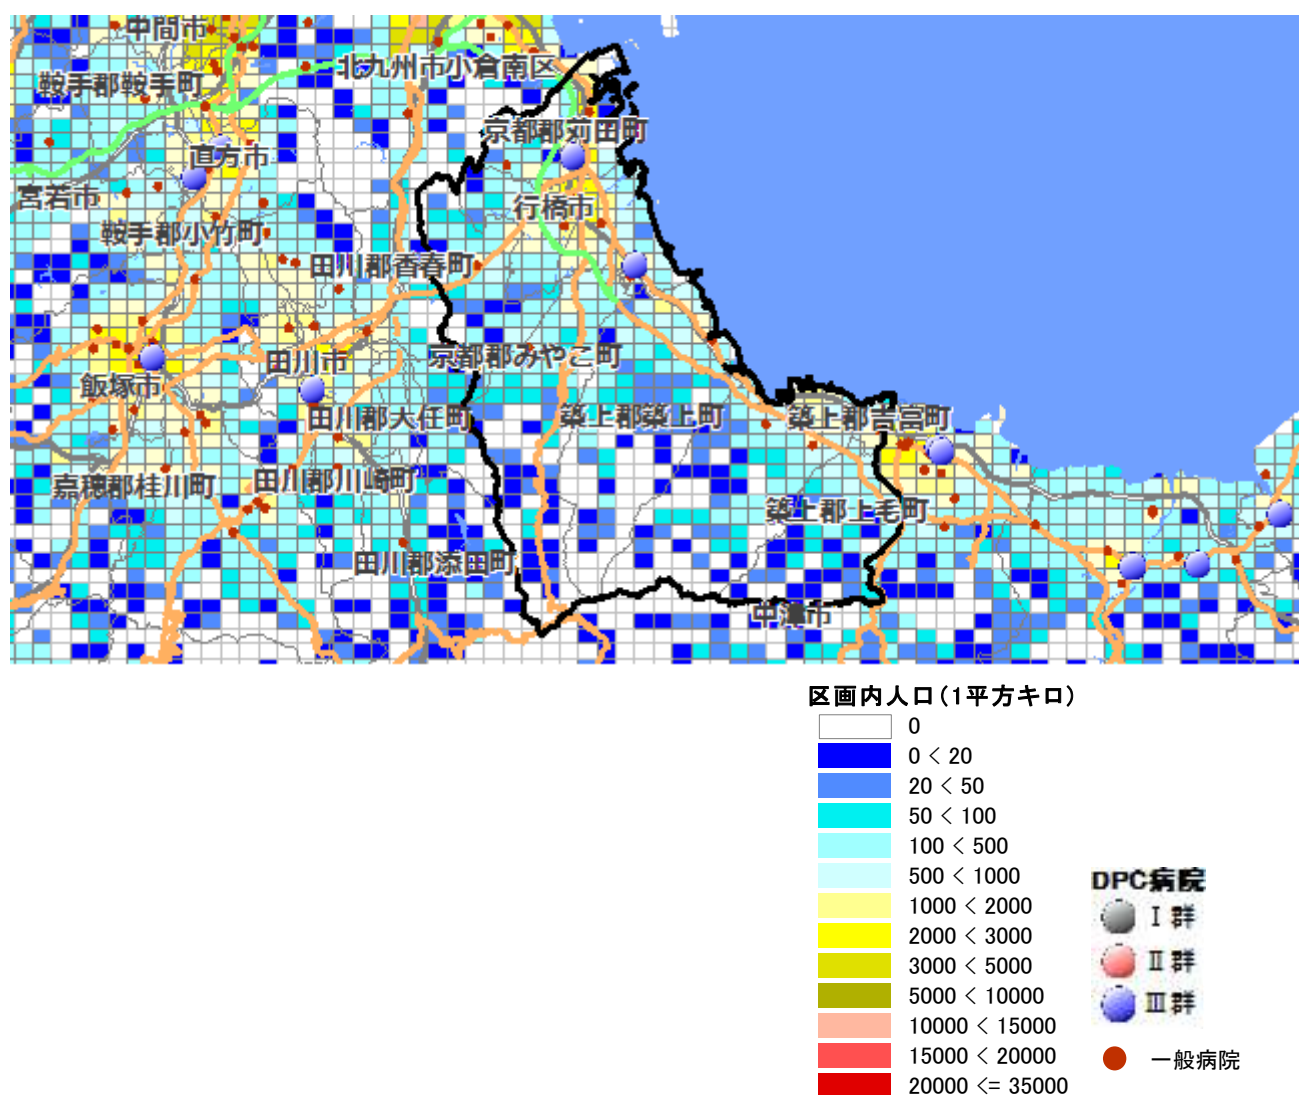 中間市
北九州市小倉南区
鞍手郡鞍手町
京都郡苅田町
直方市
宮若市
行橋市
鞍手郡小竹町
田川郡香春町
京都郡みやこ町
田川市
飯塚市
田川郡大任町
築上郡築上町
築上郡吉富町
嘉穂郡桂川町
田川郡川崎町
築上郡上毛町
田川郡添田町
中津市
区画内人口(1平方キロ)
0
0 < 20
20 < 50
50 < 100
100 < 500
500 < 1000
1000 < 2000
2000 < 3000
3000 < 5000
5000 < 10000
10000 < 15000
15000 < 20000
20000 <= 35000
DPC病院
Ⅰ群
Ⅱ群
Ⅲ群
一般病院